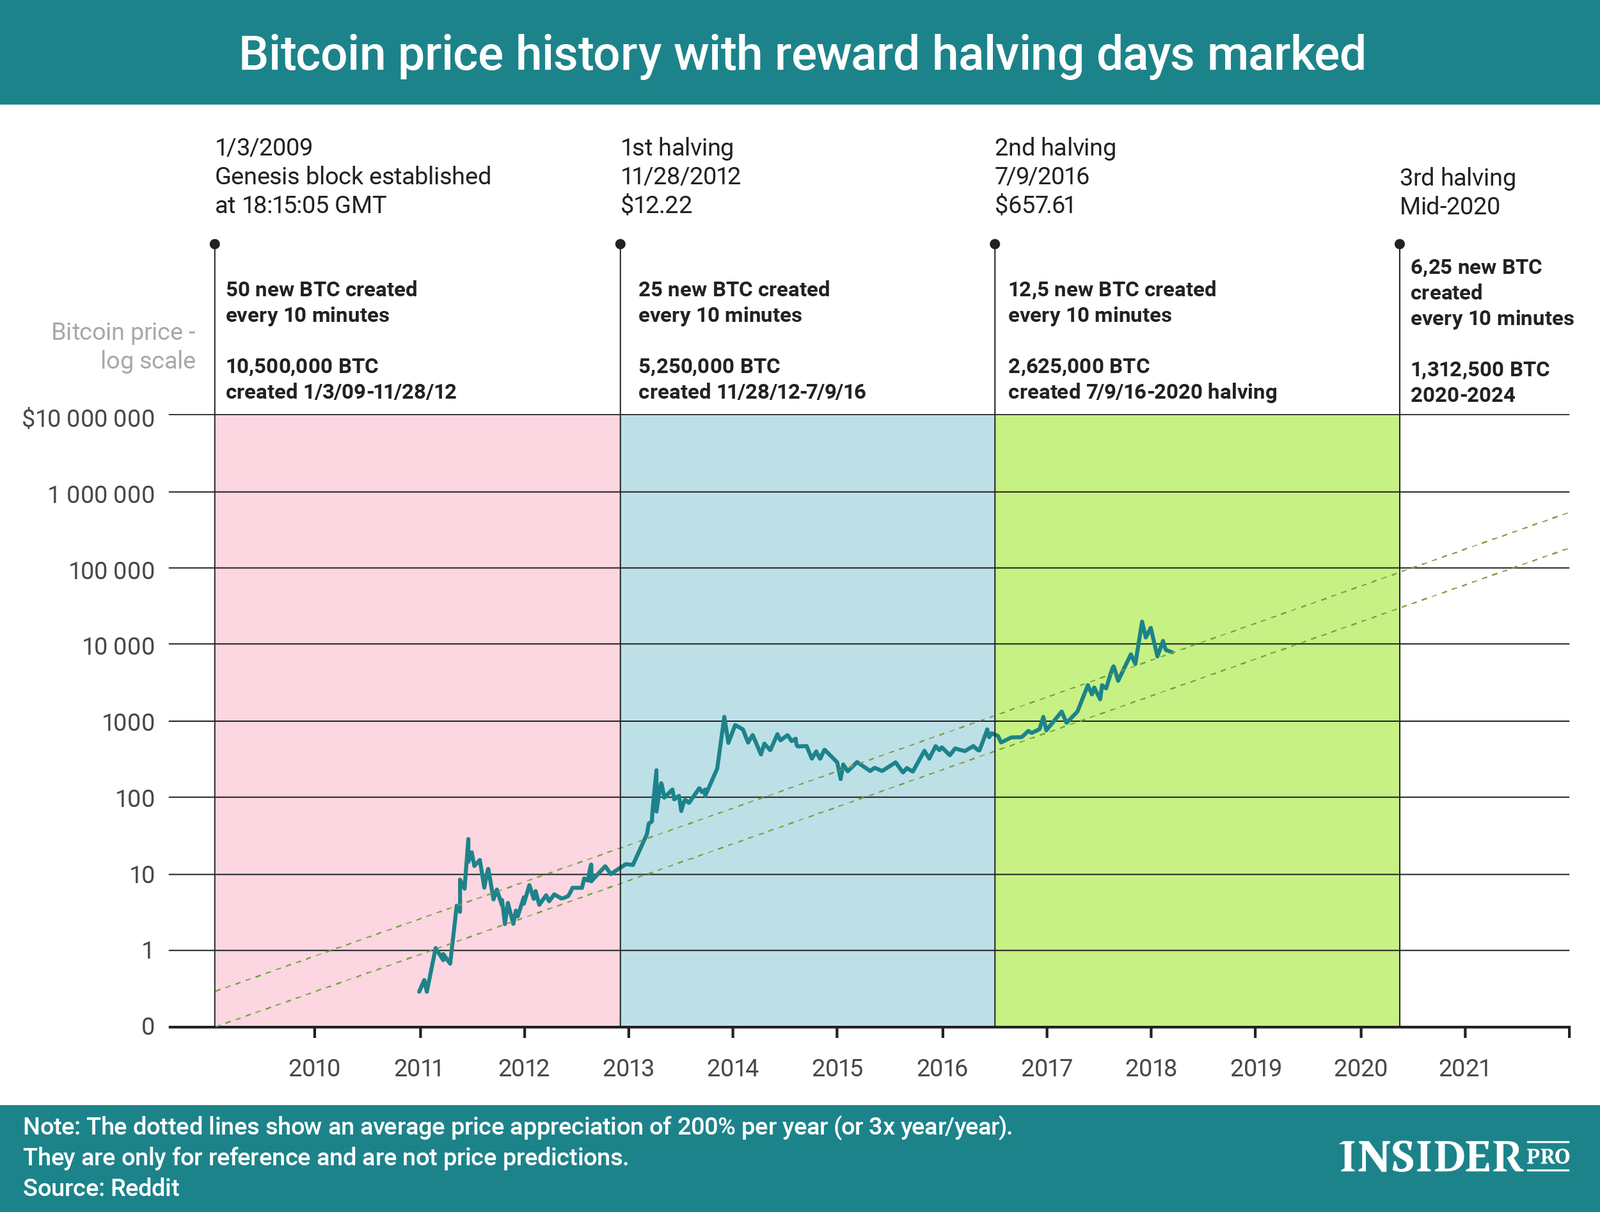 Bitcoin price history with reward halving days marked
1/3/2009
Genesis block established
at 18:15:05 GMT
1st halving
11/28/2012
$12.22
2nd halving
7/9/2016
$657.61
3rd halving
Mid-2020
50 new BTC created
every 10 minutes
10,500,000 BTC
created 1/3/09-11/28/12
25 new BTC created
every 10 minutes
5,250,000 BTC
created 11/28/12-7/9/16
12,5 new BTC created
every 10 minutes
2,625,000 BTC
created 7/9/16-2020 halving
6,25 new BTC
created
every 10 minutes
1,312,500 BTC
2020-2024
Bitcoin price -
log scale
$10 000 000
1 000 000
100 000
10 000
1000
100
10
1
0
2010 2011 2012 2013 2014 2015 2016 2017 2018 2019 2020 2021
Note: The dotted lines show an average price appreciation of 200% per year (or 3x year/year).
They are only for reference and are not price predictions.
Source: Reddit
INSIDER PRO